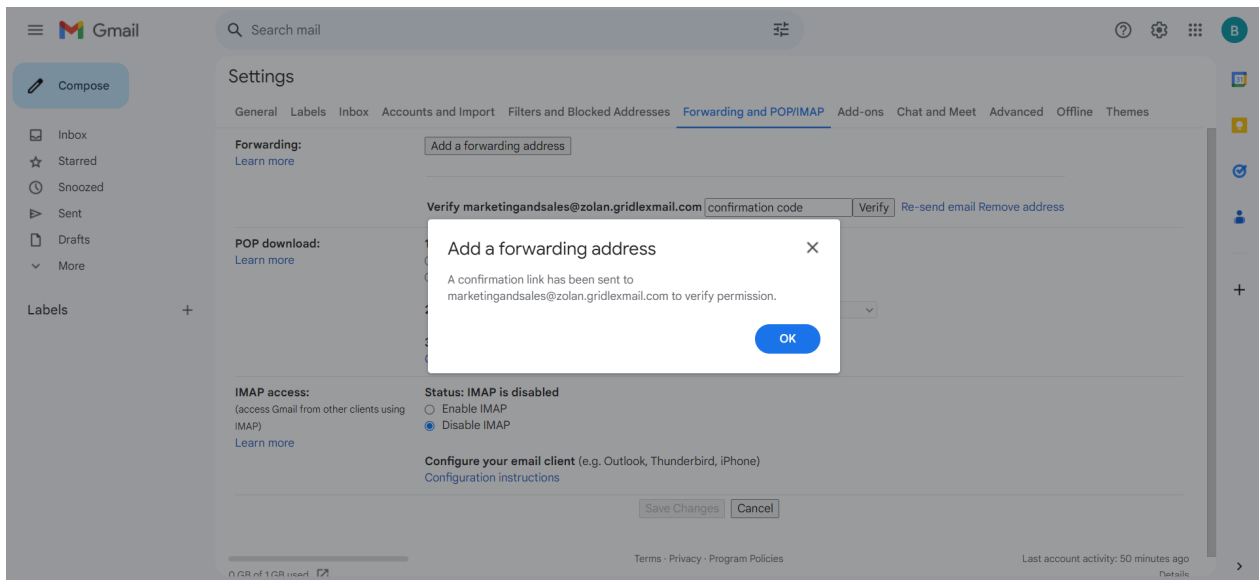 Gmail
Search mail
B
Compose
Inbox
Starred
Snoozed
Sent
Drafts
More
Labels
Settings
General Labels Inbox Accounts and Import Filters and Blocked Addresses Forwarding and POP/IMAP Add-ons Chat and Meet Advanced Offline Themes
Forwarding:
Learn more
Add a forwarding address
Verify marketingandsales@zolan.gridlexmail.com confirmation code Verify Re-send email Remove address
POP download:
Learn more
Add a forwarding address
A confirmation link has been sent to
marketingandsales@zolan.gridlexmail.com to verify permission.
OK
IMAP access:
(access Gmail from other clients using
IMAP)
Learn more
Status: IMAP is disabled
Enable IMAP
Disable IMAP
Configure your email client (e.g. Outlook, Thunderbird, iPhone)
Configuration instructions
Save Changes Cancel
0 GB of 1 GB used
Terms · Privacy · Program Policies
Last account activity: 50 minutes ago
Details
31